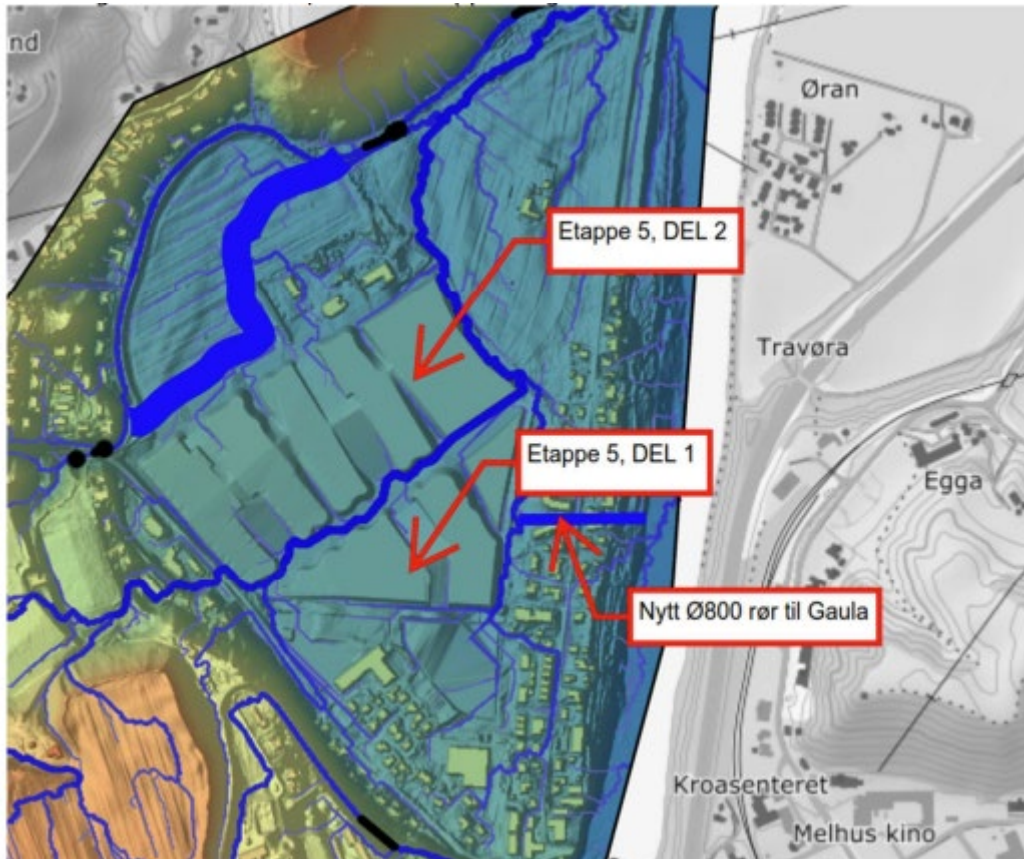 nd
Øran
Etappe 5, DEL 2
Travøra
Etappe 5, DEL 1
Egga
Nytt Ø800 rør til Gaula
Kroasenteret
Melhus kino